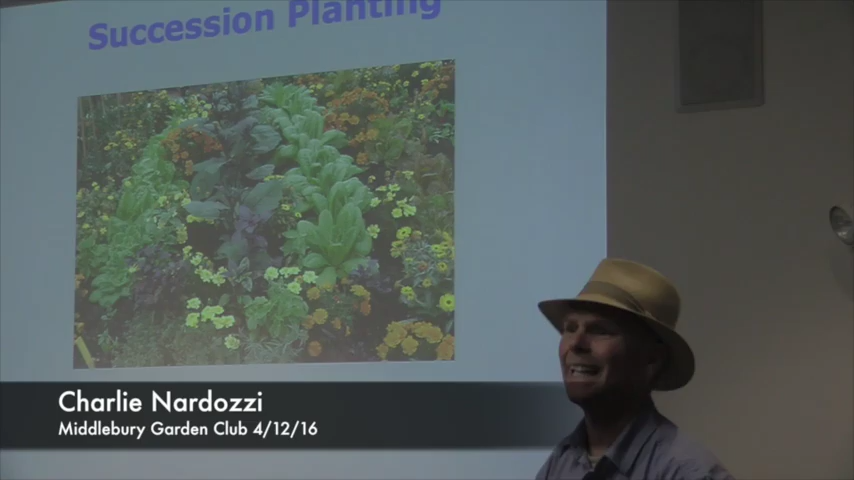 Succession Planting
Charlie Nardozzi
Middlebury Garden Club 4/12/16